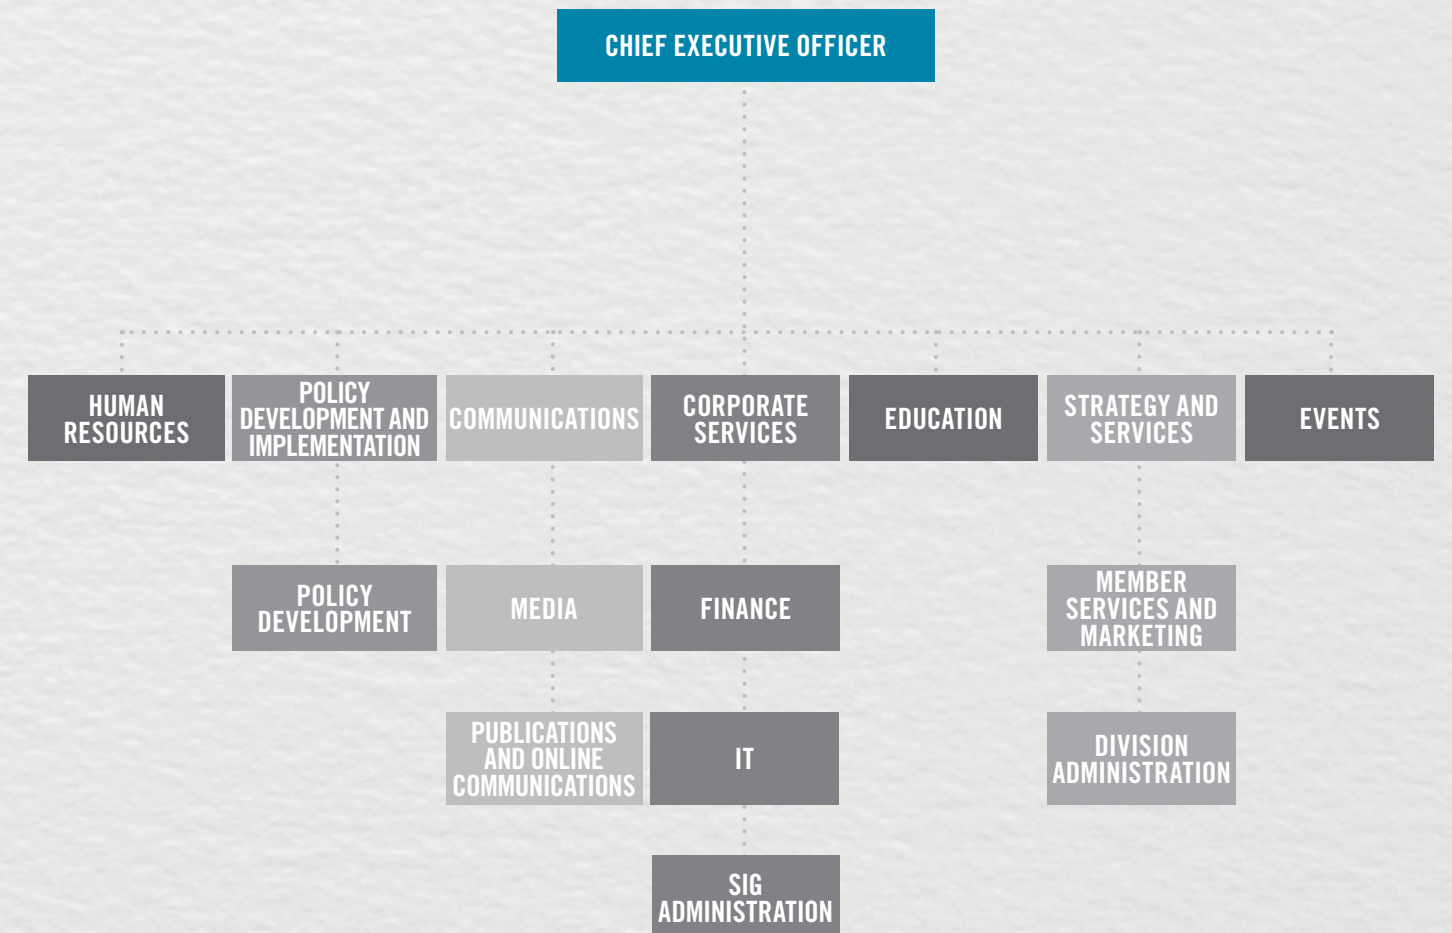 CHIEF EXECUTIVE OFFICER
HUMAN
RESOURCES
POLICY
DEVELOPMENT AND
IMPLEMENTATION
COMMUNICATIONS
CORPORATE
SERVICES
EDUCATION
STRATEGY AND
SERVICES
EVENTS
POLICY
DEVELOPMENT
MEDIA
FINANCE
MEMBER
SERVICES AND
MARKETING
PUBLICATIONS
AND ONLINE
COMMUNICATIONS
IT
DIVISION
ADMINISTRATION
SIG
ADMINISTRATION